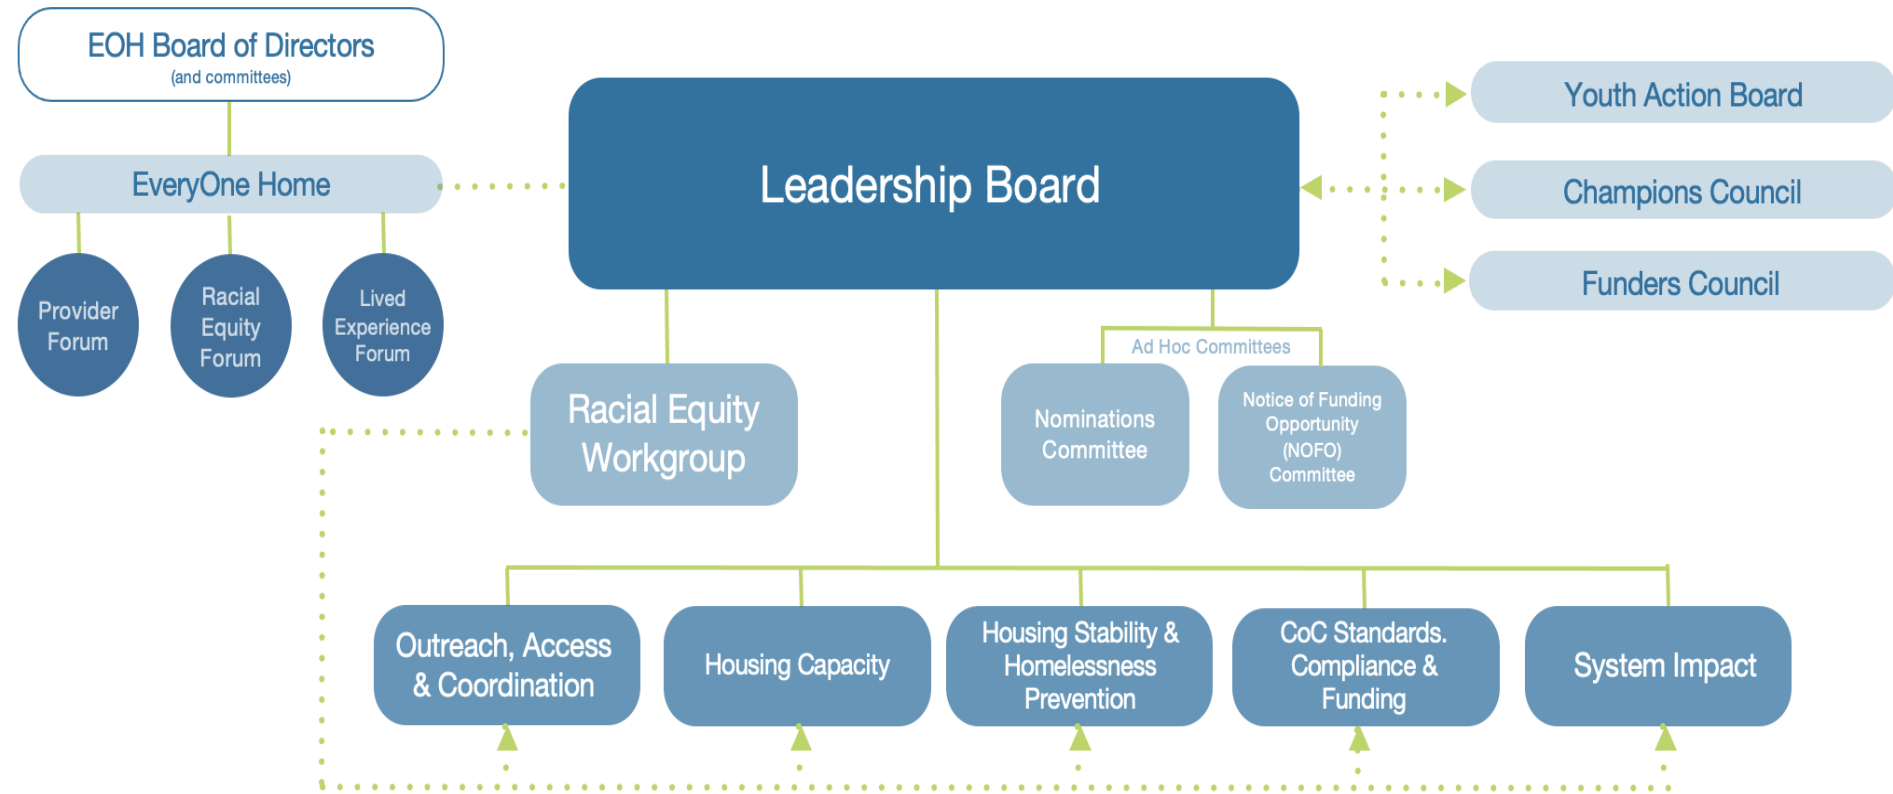 EOH Board of Directors
(and committees)
EveryOne Home
Provider
Forum
Racial
Equity
Forum
Lived
Experience
Forum
Leadership Board
Youth Action Board
Champions Council
Funders Council
Ad Hoc Committees
Racial Equity
Workgroup
Nominations
Committee
Notice of Funding
Opportunity
(NOFO)
Committee
Outreach, Access
& Coordination
Housing Capacity
Housing Stability &
Homelessness
Prevention
CoC Standards.
Compliance &
Funding
System Impact